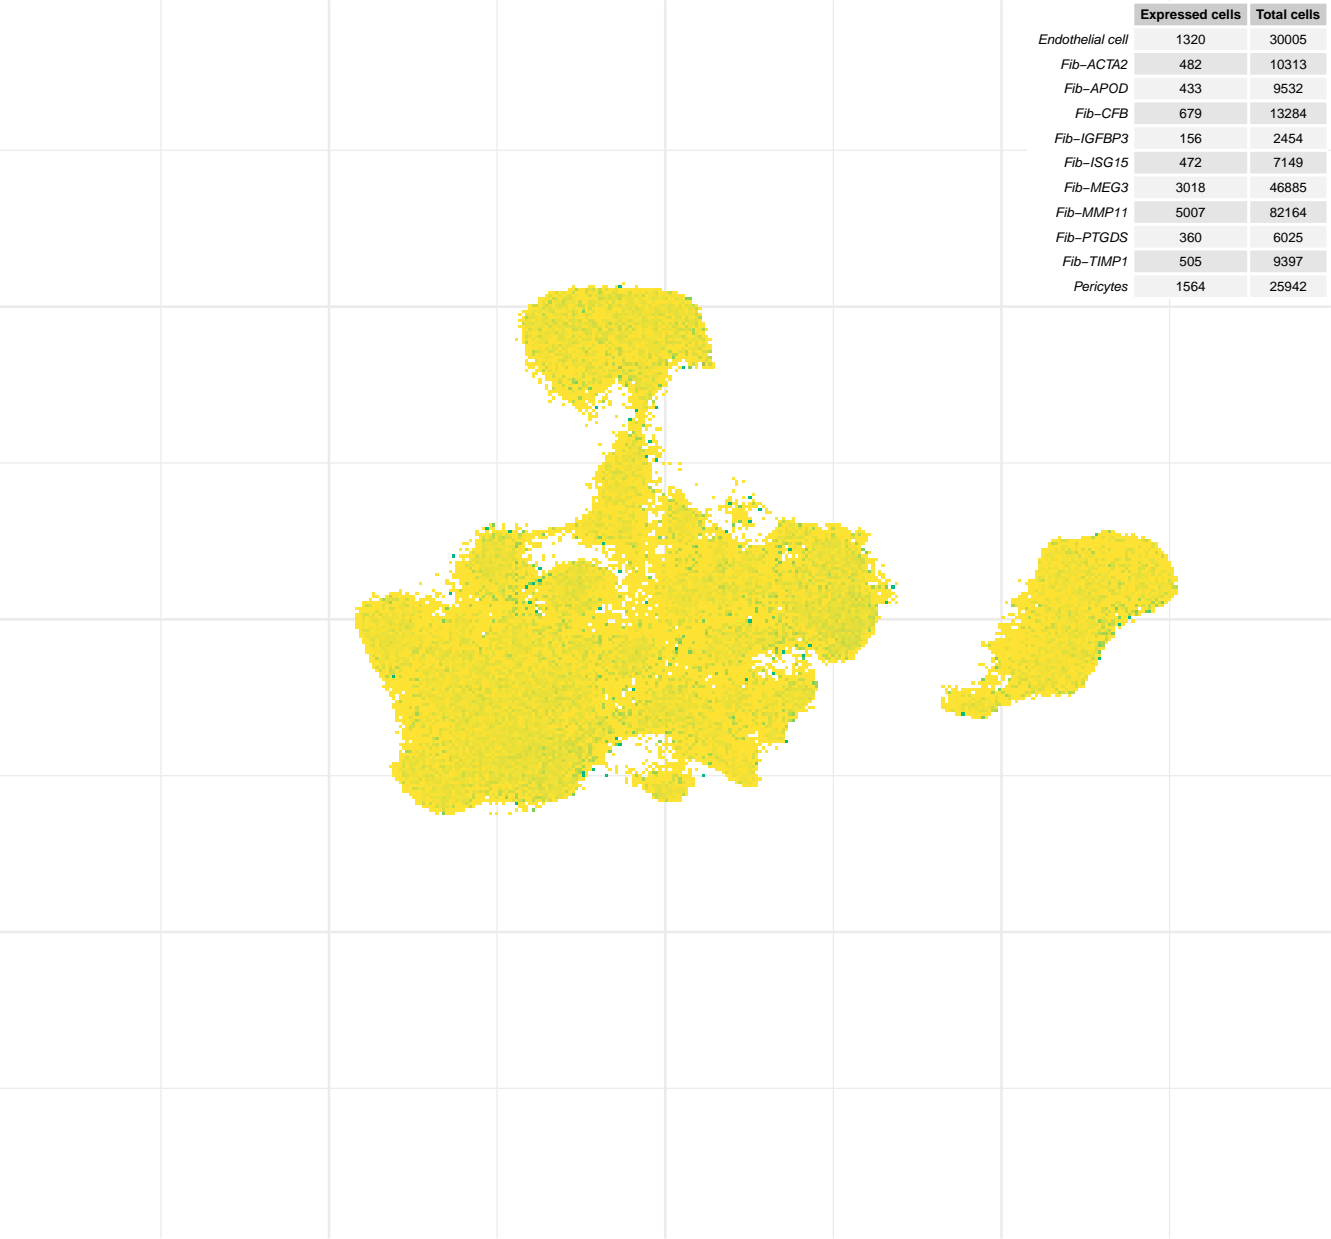 Expressed cells Total cells
Endothelial cell 1320 30005
Fib−ACTA2 482 10313
Fib−APOD 433 9532
Fib−CFB 679 13284
Fib−IGFBP3 156 2454
Fib−ISG15 472 7149
Fib−MEG3 3018 46885
Fib−MMP11 5007 82164
Fib−PTGDS 360 6025
Fib−TIMP1 505 9397
Pericytes 1564 25942